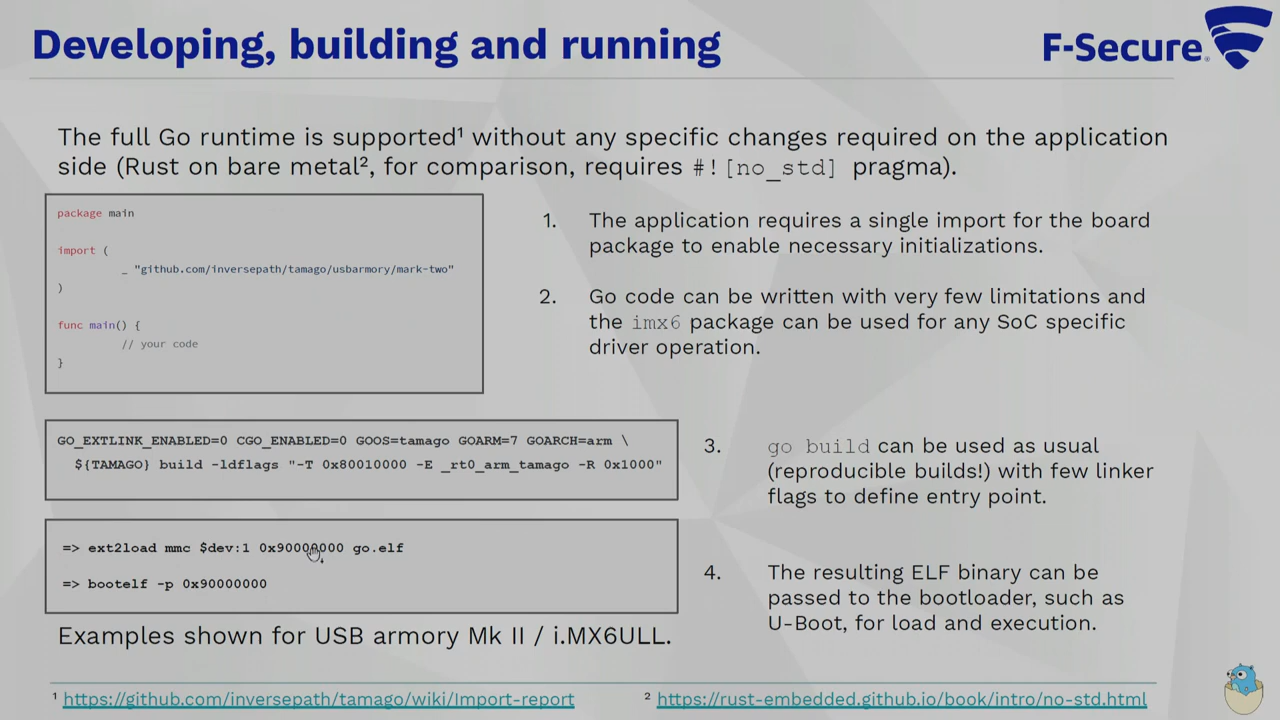 Developing, building and running
F-Secure®
The full Go runtime is supported¹ without any specific changes required on the application
side (Rust on bare metal², for comparison, requires #![no_std] pragma).
package main
import (
_ "github.com/inversepath/tamago/usbarmory/mark-two"
)
func main() {
// your code
}
1. The application requires a single import for the board
package to enable necessary initializations.
2. Go code can be written with very few limitations and
the imx6 package can be used for any SoC specific
driver operation.
GO_EXTLINK_ENABLED=0 CGO_ENABLED=0 GOOS=tamago GOARM=7 GOARCH=arm \
${TAMAGO} build -ldflags "-T 0x80010000 -E _rt0_arm_tamago -R 0x1000"
3. go build can be used as usual
(reproducible builds!) with few linker
flags to define entry point.
=> ext2load mmc $dev:1 0x90000000 go.elf
=> bootelf -p 0x90000000
4. The resulting ELF binary can be
passed to the bootloader, such as
U-Boot, for load and execution.
Examples shown for USB armory Mk II / i.MX6ULL.
¹ https://github.com/inversepath/tamago/wiki/Import-report
² https://rust-embedded.github.io/book/intro/no-std.html